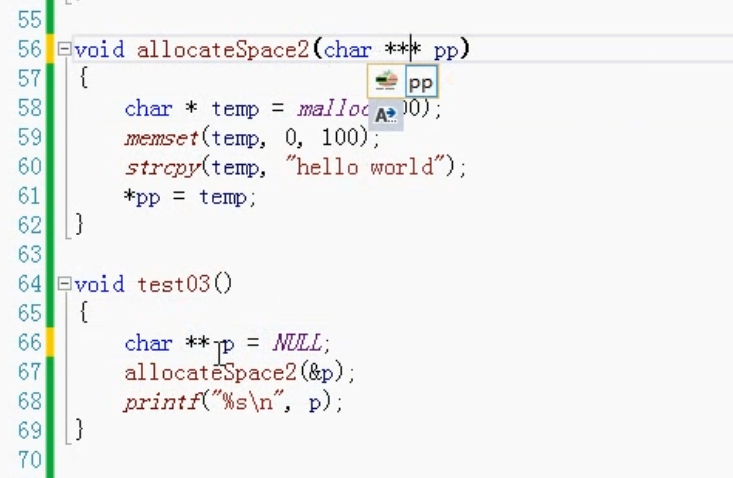 55
56 void allocateSpace2(char *** pp)
pp
57 {
58 char * temp = malloc 00);
59 memset(temp, 0, 100);
60 strcpy(temp, "hello world");
61 *pp = temp;
62 }
63
64 void test03()
65 {
66 char ** p = NULL;
67 allocateSpace2(&p);
68 printf("%s\n", p);
69 }
70